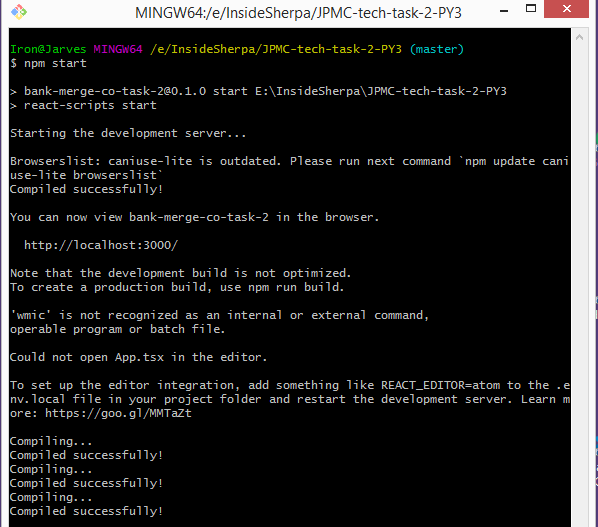 MINGW64:/e/InsideSherpa/JPMC-tech-task-2-PY3
Iron@Jarves MINGW64 /e/InsideSherpa/JPMC-tech-task-2-PY3 (master)
$ npm start
> bank-merge-co-task-2@0.1.0 start E:\InsideSherpa\JPMC-tech-task-2-PY3
> react-scripts start
Starting the development server...
Browserslist: caniuse-lite is outdated. Please run next command `npm update cani
use-lite browserslist`
Compiled successfully!
You can now view bank-merge-co-task-2 in the browser.
http://localhost:3000/
Note that the development build is not optimized.
To create a production build, use npm run build.
'wmic' is not recognized as an internal or external command,
operable program or batch file.
Could not open App.tsx in the editor.
To set up the editor integration, add something like REACT_EDITOR=atom to the .e
nv.local file in your project folder and restart the development server. Learn m
ore: https://goo.gl/MMTaZt
Compiling...
Compiled successfully!
Compiling...
Compiled successfully!
Compiling...
Compiled successfully!